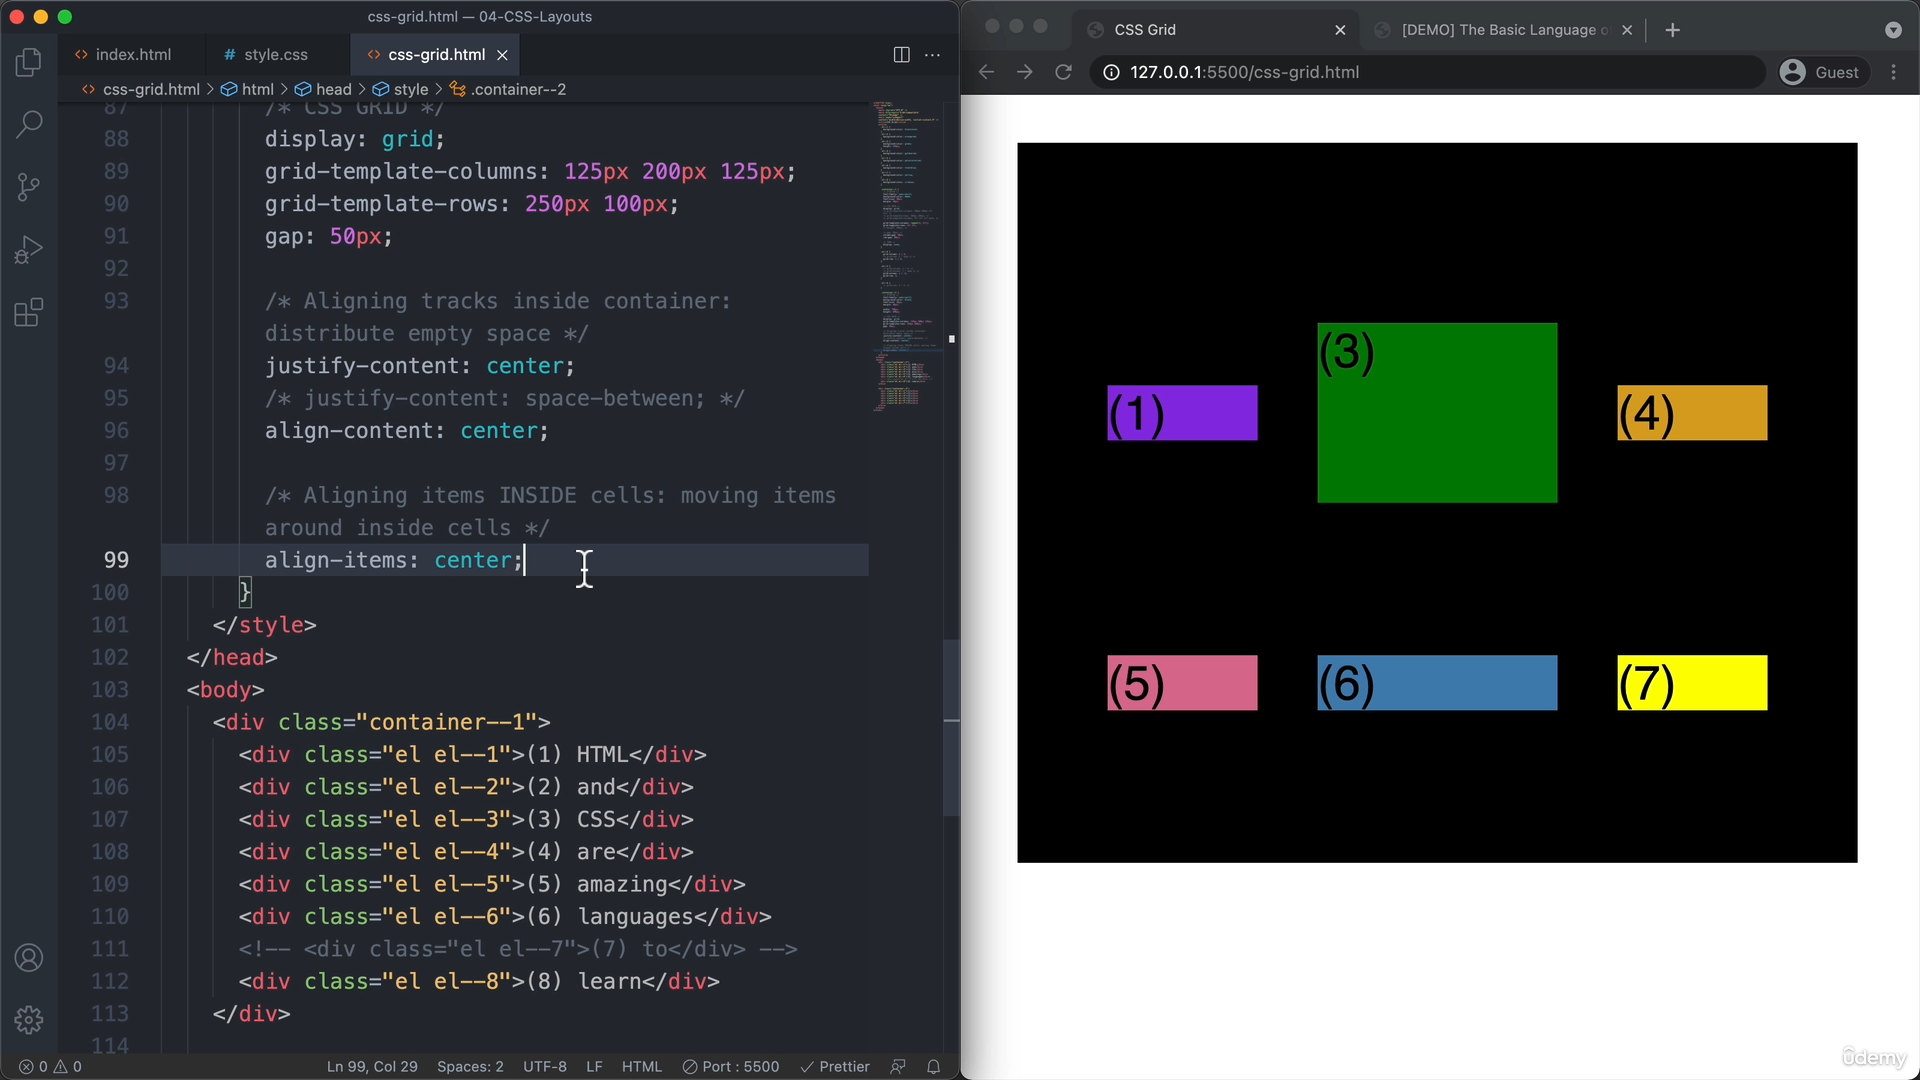 css-grid.html — 04-CSS-Layouts
index.html
# style.css
css-grid.html
css-grid.html > html > head > style > .container--2
87 /* CSS GRID */
88 display: grid;
89 grid-template-columns: 125px 200px 125px;
90 grid-template-rows: 250px 100px;
91 gap: 50px;
92
93 /* Aligning tracks inside container:
distribute empty space */
94 justify-content: center;
95 /* justify-content: space-between; */
96 align-content: center;
97
98 /* Aligning items INSIDE cells: moving items
around inside cells */
99 align-items: center;
100 }
101 </style>
102 </head>
103 <body>
104 <div class="container--1">
105 <div class="el el--1">(1) HTML</div>
106 <div class="el el--2">(2) and</div>
107 <div class="el el--3">(3) CSS</div>
108 <div class="el el--4">(4) are</div>
109 <div class="el el--5">(5) amazing</div>
110 <div class="el el--6">(6) languages</div>
111 <!-- <div class="el el--7">(7) to</div> -->
112 <div class="el el--8">(8) learn</div>
113 </div>
114
0 0
Ln 99, Col 29 Spaces: 2 UTF-8 LF HTML Port : 5500 Prettier
CSS Grid
[DEMO] The Basic Language o
127.0.0.1:5500/css-grid.html
Guest
(3)
(1)
(4)
(5)
(6)
(7)
ûdemy